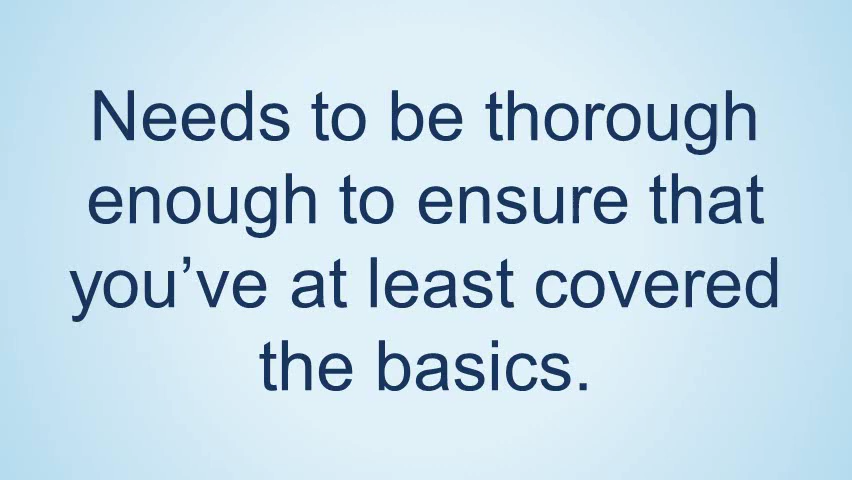 Needs to be thorough
enough to ensure that
you’ve at least covered
the basics.